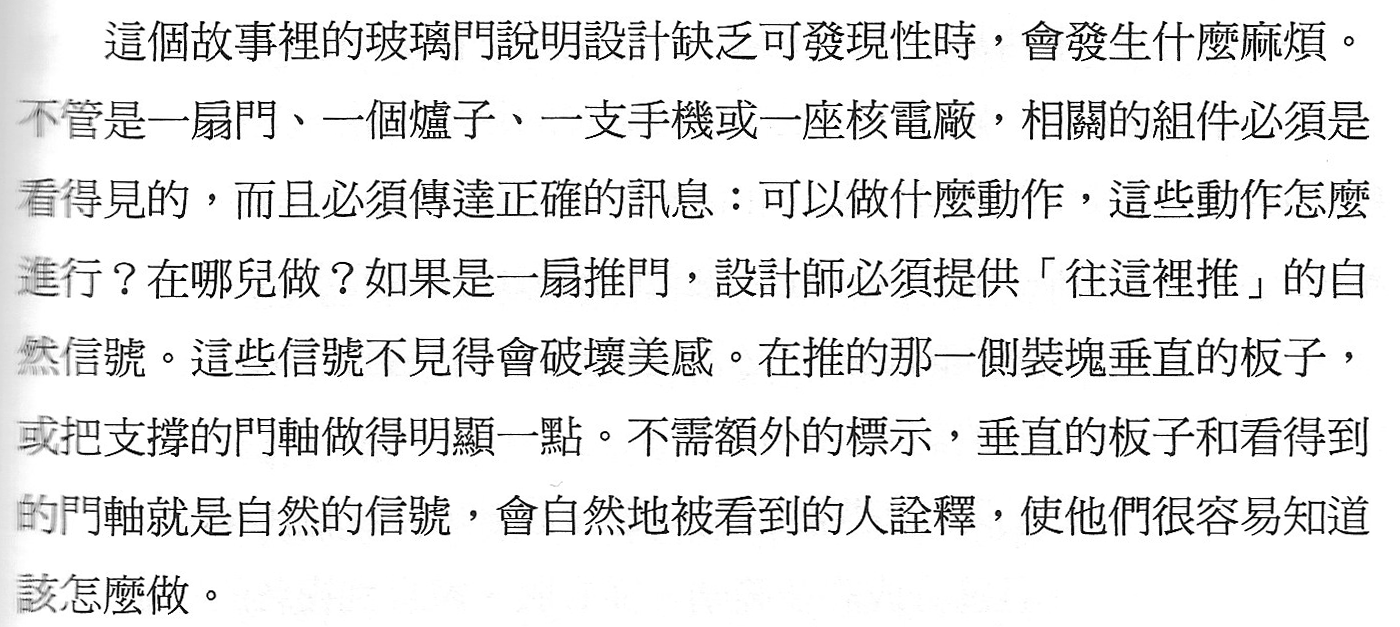 這個故事裡的玻璃門說明設計缺乏可發現性時，會發生什麼麻煩。
不管是一扇門、一個爐子、一支手機或一座核電廠，相關的組件必須是
看得見的，而且必須傳達正確的訊息：可以做什麼動作，這些動作怎麼
進行？在哪兒做？如果是一扇推門，設計師必須提供「往這裡推」的自
然信號。這些信號不見得會破壞美感。在推的那一側裝塊垂直的板子，
或把支撐的門軸做得明顯一點。不需額外的標示，垂直的板子和看得到
的門軸就是自然的信號，會自然地被看到的人詮釋，使他們很容易知道
該怎麼做。